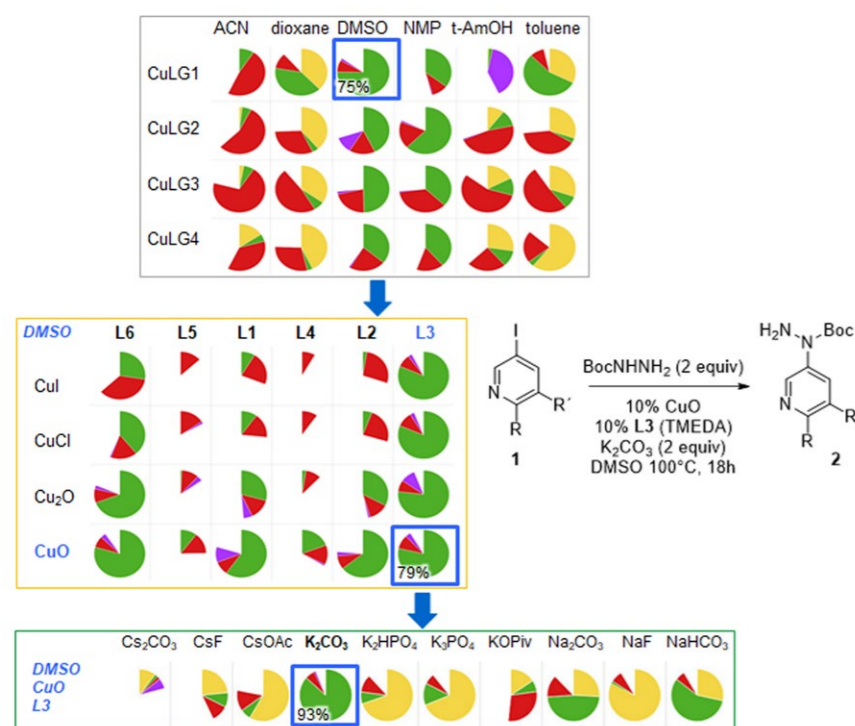 ACN dioxane DMSO NMP t-AmOH toluene
CuLG1
75%
CuLG2
CuLG3
CuLG4
DMSO L6 L5 L1 L4 L2 L3
CuI
CuCl
Cu₂O
CuO
79%
I
N
R´
R
1
BocNHNH₂ (2 equiv)
10% CuO
10% L3 (TMEDA)
K₂CO₃ (2 equiv)
DMSO 100°C, 18h
H₂N
N
Boc
N
R
R
2
Cs₂CO₃ CsF CsOAc K₂CO₃ K₂HPO₄ K₃PO₄ KOPiv Na₂CO₃ NaF NaHCO₃
DMSO
CuO
L3
93%